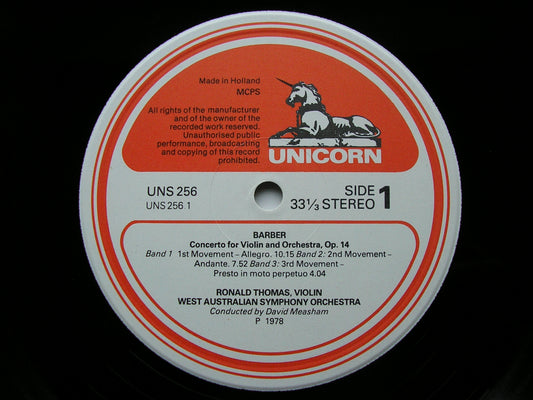 Made in Holland
MCPS
All rights of the manufacturer
and of the owner of the
recorded work reserved.
Unauthorised public
performance, broadcasting
and copying of this record
prohibited.
UNICORN
UNS 256
UNS 256.1
SIDE 1
33⅓ STEREO
BARBER
Concerto for Violin and Orchestra, Op. 14
Band 1 1st Movement – Allegro. 10.15 Band 2: 2nd Movement –
Andante. 7.52 Band 3: 3rd Movement –
Presto in moto perpetuo 4.04
RONALD THOMAS, VIOLIN
WEST AUSTRALIAN SYMPHONY ORCHESTRA
Conducted by David Measham
P 1978